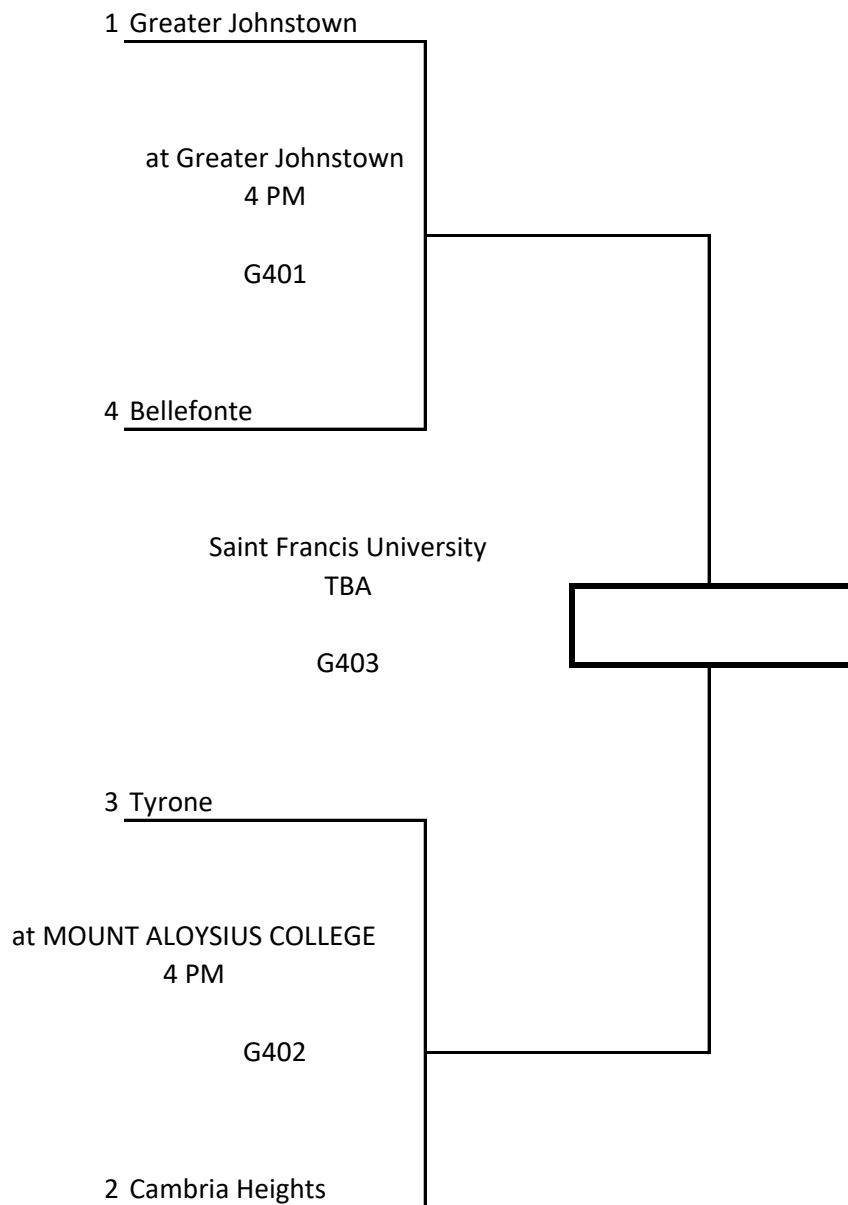 1 Greater Johnstown
at Greater Johnstown
4 PM
G401
4 Bellefonte
Saint Francis University
TBA
G403
3 Tyrone
at MOUNT ALOYSIUS COLLEGE
4 PM
G402
2 Cambria Heights